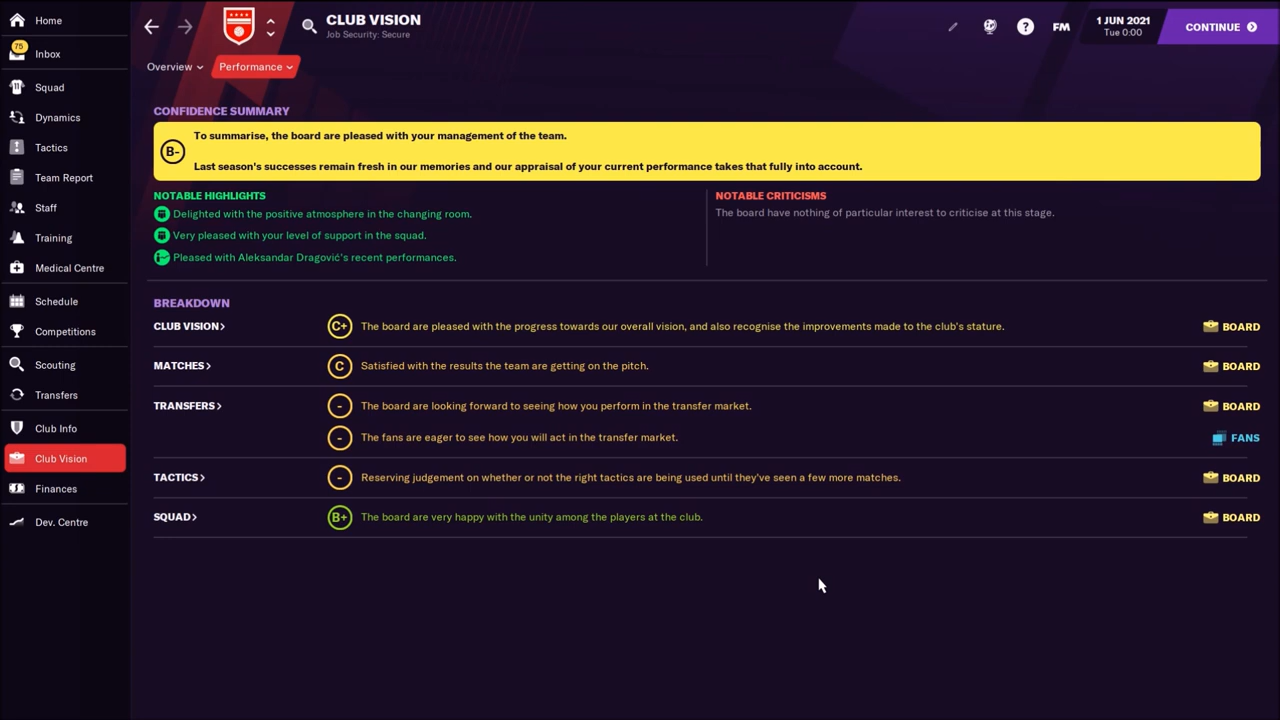 Home
75
Inbox
Squad
Dynamics
Tactics
Team Report
Staff
Training
Medical Centre
Schedule
Competitions
Scouting
Transfers
Club Info
Club Vision
Finances
Dev. Centre
CLUB VISION
Job Security: Secure
?
FM
1 JUN 2021
Tue 0:00
CONTINUE
Overview
Performance
CONFIDENCE SUMMARY
B-
To summarise, the board are pleased with your management of the team.
Last season's successes remain fresh in our memories and our appraisal of your current performance takes that fully into account.
NOTABLE HIGHLIGHTS
Delighted with the positive atmosphere in the changing room.
Very pleased with your level of support in the squad.
Pleased with Aleksandar Dragović's recent performances.
NOTABLE CRITICISMS
The board have nothing of particular interest to criticise at this stage.
BREAKDOWN
CLUB VISION> C+ The board are pleased with the progress towards our overall vision, and also recognise the improvements made to the club's stature. BOARD
MATCHES> C Satisfied with the results the team are getting on the pitch. BOARD
TRANSFERS> - The board are looking forward to seeing how you perform in the transfer market. BOARD
- The fans are eager to see how you will act in the transfer market. FANS
TACTICS> - Reserving judgement on whether or not the right tactics are being used until they've seen a few more matches. BOARD
SQUAD> B+ The board are very happy with the unity among the players at the club. BOARD